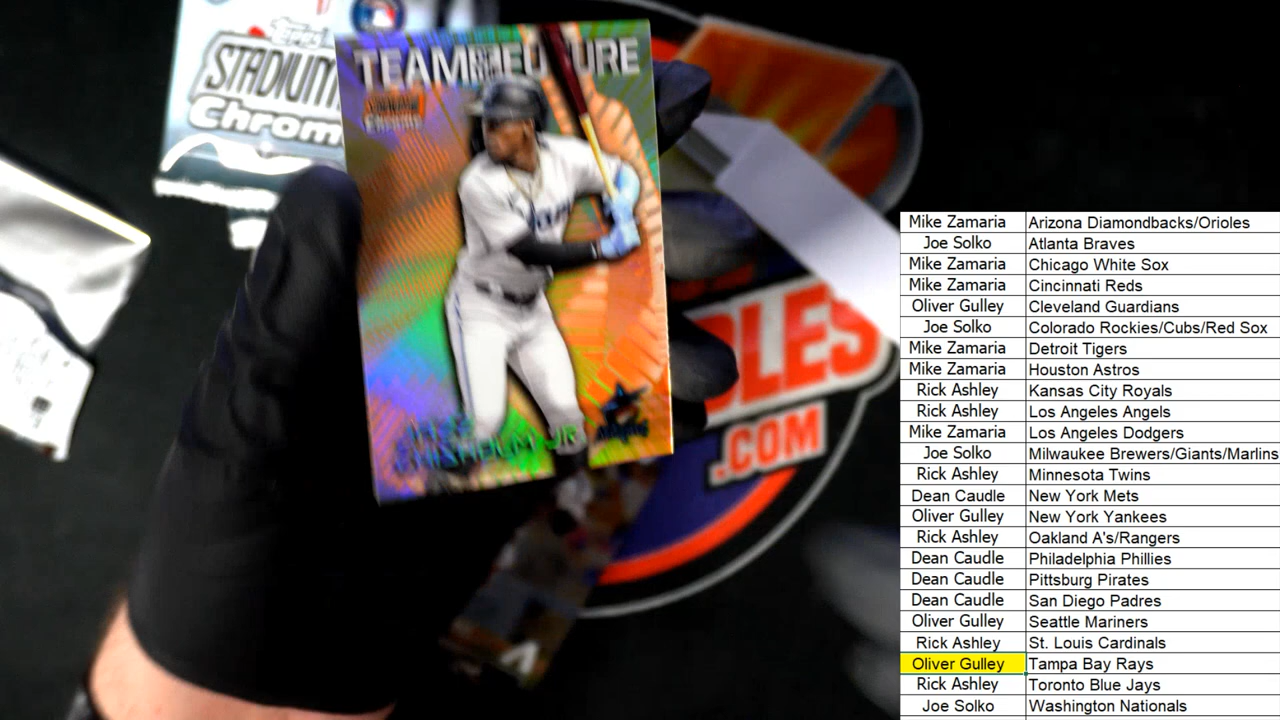 Topps
STADIUM
Chrom
TEAM
URE
CHISHOLM JR
.COM
Mike Zamaria Arizona Diamondbacks/Orioles
Joe Solko Atlanta Braves
Mike Zamaria Chicago White Sox
Mike Zamaria Cincinnati Reds
Oliver Gulley Cleveland Guardians
Joe Solko Colorado Rockies/Cubs/Red Sox
Mike Zamaria Detroit Tigers
Mike Zamaria Houston Astros
Rick Ashley Kansas City Royals
Rick Ashley Los Angeles Angels
Mike Zamaria Los Angeles Dodgers
Joe Solko Milwaukee Brewers/Giants/Marlins
Rick Ashley Minnesota Twins
Dean Caudle New York Mets
Oliver Gulley New York Yankees
Rick Ashley Oakland A's/Rangers
Dean Caudle Philadelphia Phillies
Dean Caudle Pittsburg Pirates
Dean Caudle San Diego Padres
Oliver Gulley Seattle Mariners
Rick Ashley St. Louis Cardinals
Oliver Gulley Tampa Bay Rays
Rick Ashley Toronto Blue Jays
Joe Solko Washington Nationals